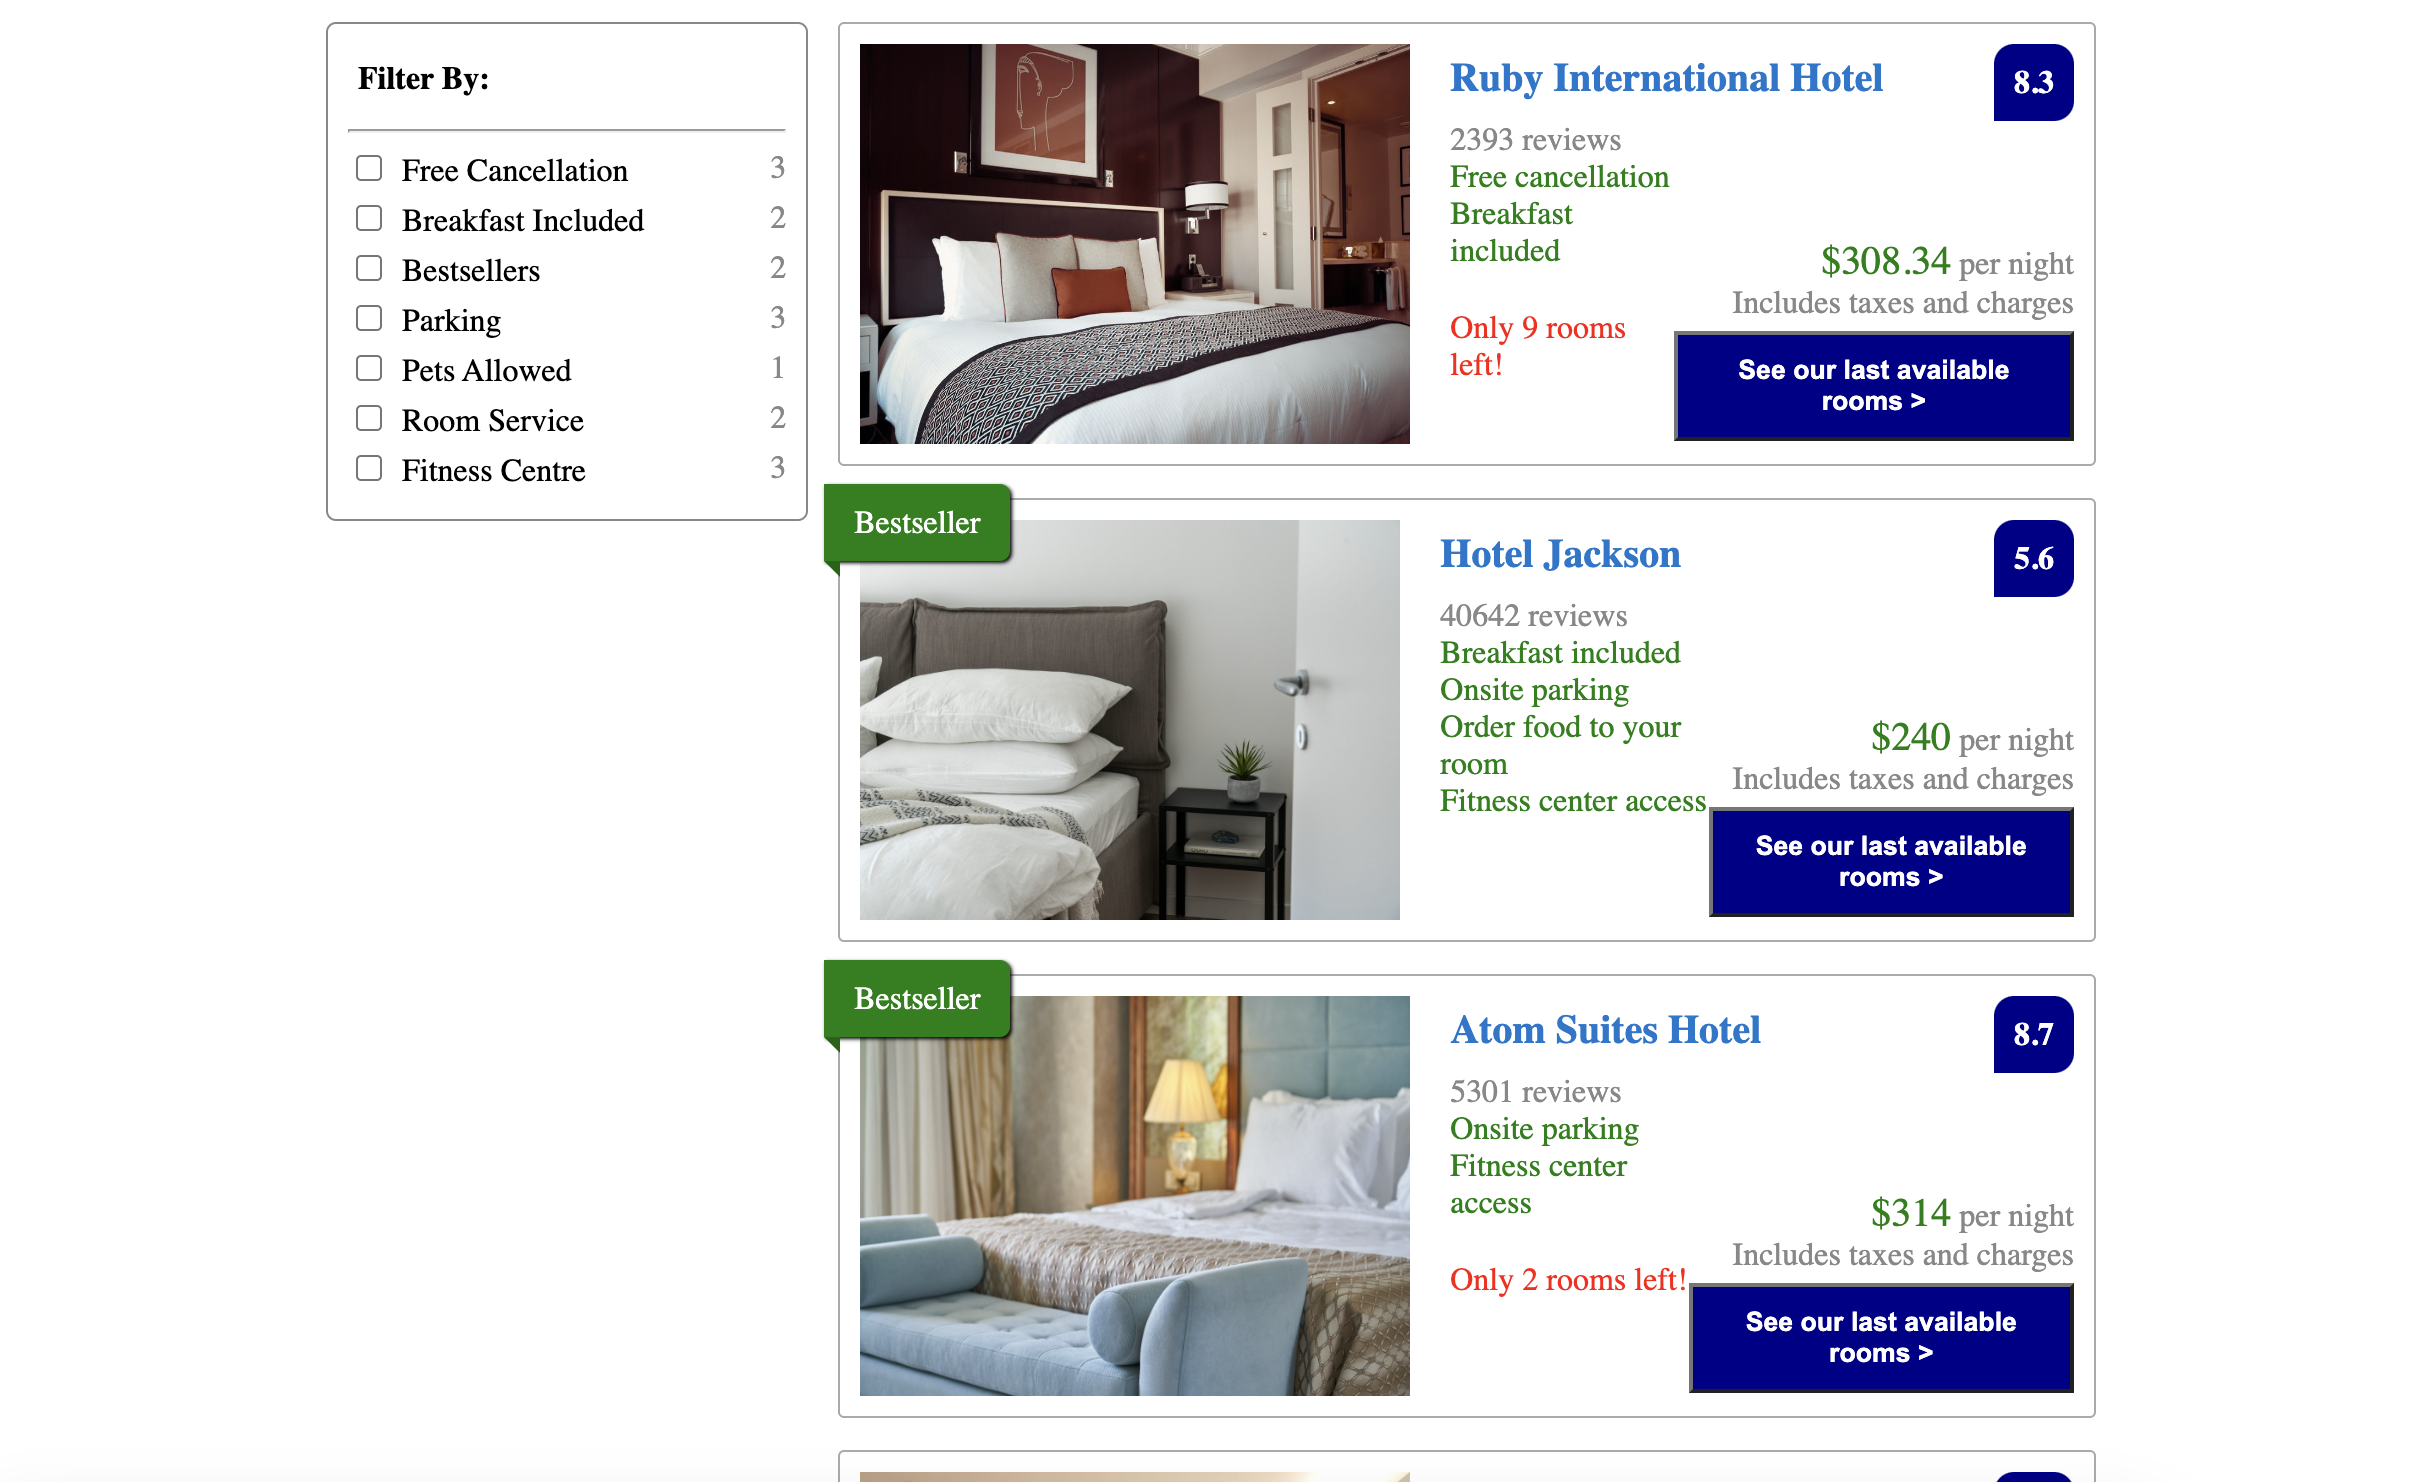 Filter By:
Free Cancellation 3
Breakfast Included 2
Bestsellers 2
Parking 3
Pets Allowed 1
Room Service 2
Fitness Centre 3
Ruby International Hotel
8.3
2393 reviews
Free cancellation
Breakfast
included
Only 9 rooms
left!
$308.34 per night
Includes taxes and charges
See our last available
rooms >
Bestseller
Hotel Jackson
5.6
40642 reviews
Breakfast included
Onsite parking
Order food to your
room
Fitness center access
$240 per night
Includes taxes and charges
See our last available
rooms >
Bestseller
Atom Suites Hotel
8.7
5301 reviews
Onsite parking
Fitness center
access
Only 2 rooms left!
$314 per night
Includes taxes and charges
See our last available
rooms >